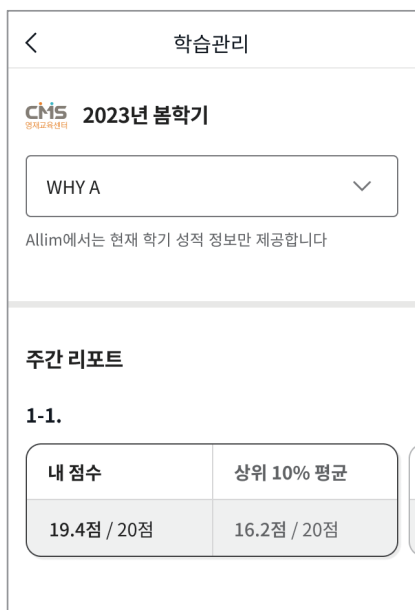 학습관리
CMS
영재교육센터
2023년 봄학기
WHY A
Allim에서는 현재 학기 성적 정보만 제공합니다
주간 리포트
1-1.
내 점수 상위 10% 평균
19.4점 / 20점 16.2점 / 20점